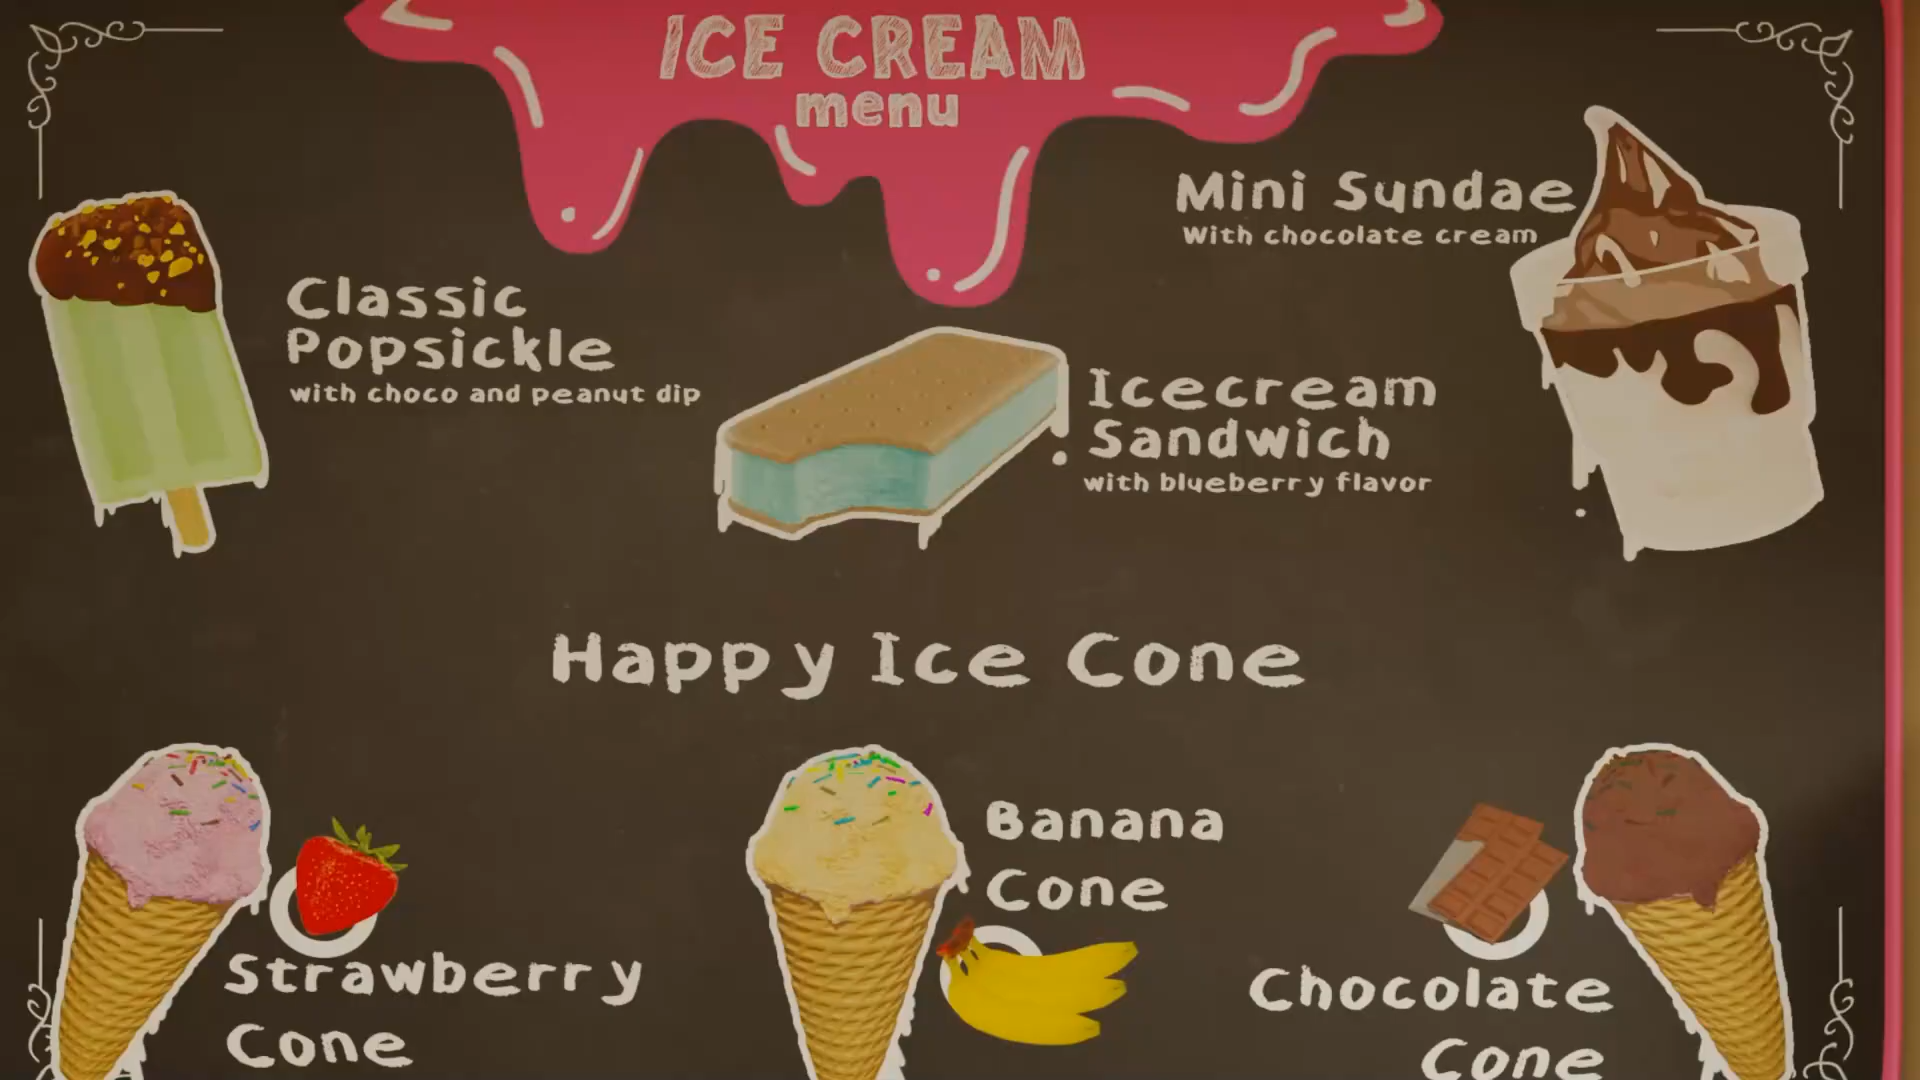 ICE CREAM
menu
Mini Sundae
With chocolate cream
Classic
Popsickle
with choco and peanut dip
Icecream
Sandwich
with blueberry flavor
Happy Ice Cone
Banana
Cone
Strawberry
Cone
Chocolate
Cone